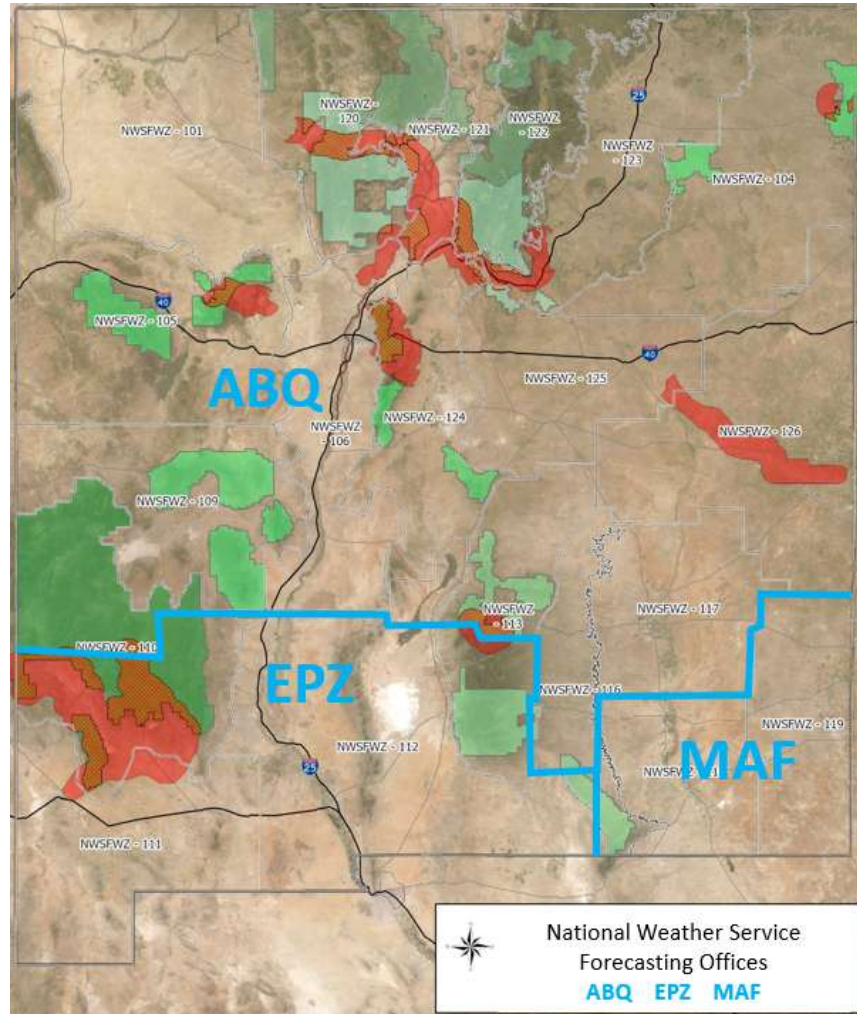 NWSFWZ - 101
NWSFWZ -
120
NWSFWZ - 121
NWSFWZ
- 122
25
NWSFWZ
- 123
NWSFWZ - 104
40
NWSFWZ - 105
ABQ
NWSFWZ
- 106
NWSFWZ - 124
NWSFWZ - 125
40
NWSFWZ - 126
NWSFWZ - 109
NWSFWZ - 110
NWSFWZ
- 113
NWSFWZ - 117
EPZ
NWSFWZ - 116
NWSFWZ - 112
25
MAF
NWSFWZ - 119
NWSFWZ - 111
National Weather Service
Forecasting Offices
ABQ EPZ MAF